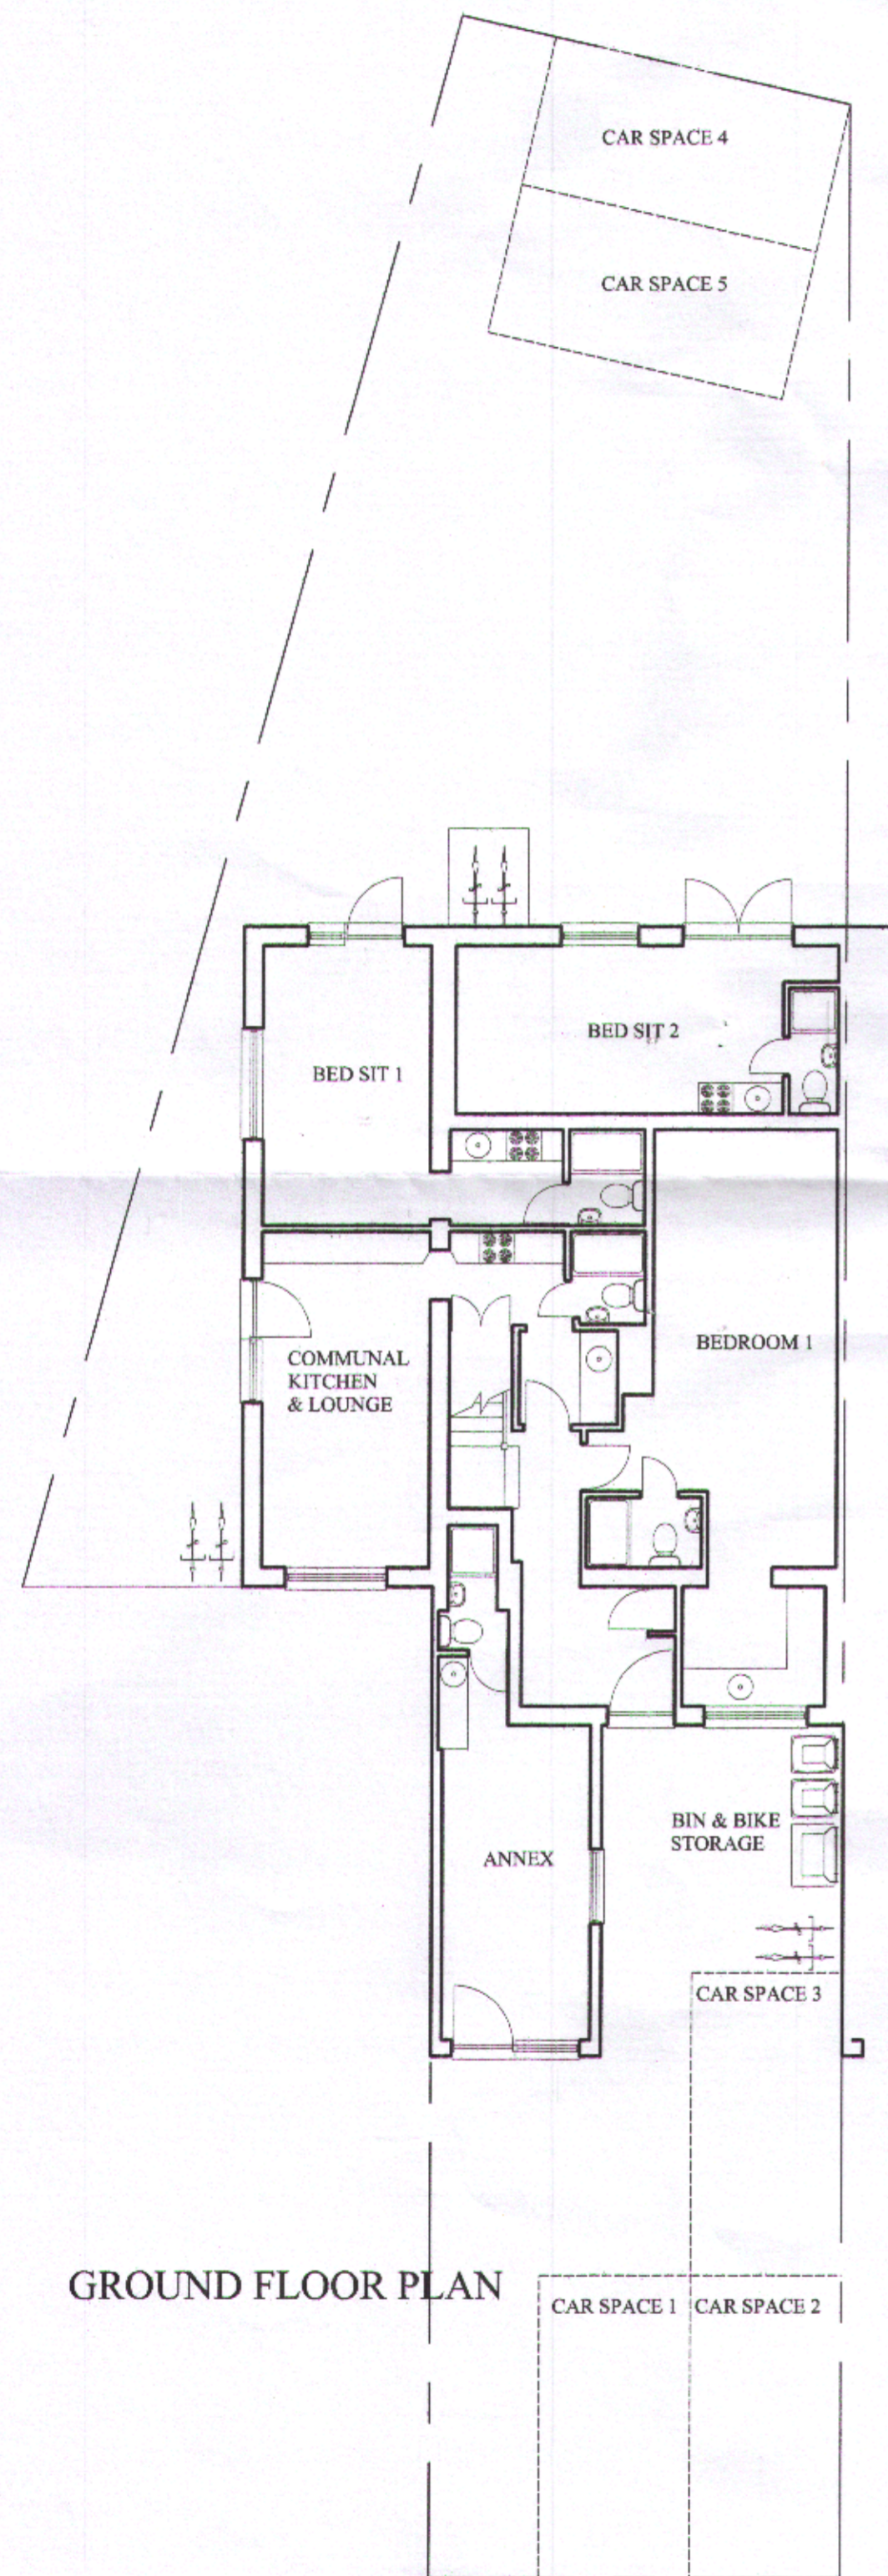 CAR SPACE 4
CAR SPACE 5
BED SIT 2
BED SIT 1
BEDROOM 1
COMMUNAL
KITCHEN
& LOUNGE
BIN & BIKE
STORAGE
ANNEX
CAR SPACE 3
GROUND FLOOR PLAN
CAR SPACE 1
CAR SPACE 2